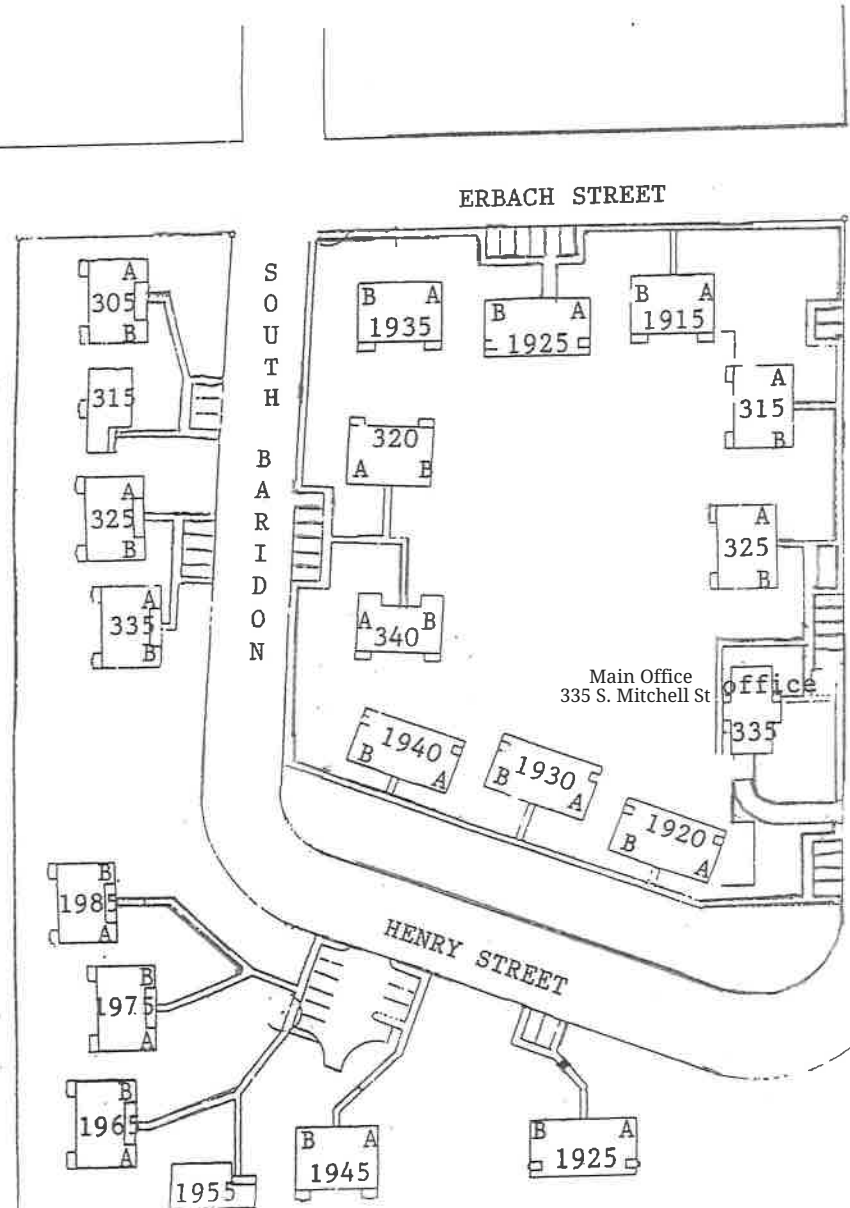 ERBACH STREET
SOUTH BARIDON
A
305
B
315
A
325
B
A
335
B
B A
1935
B A
1925
B A
1915
A
315
B
320
A B
A
325
B
A B
340
Main Office
335 S. Mitchell St
office
335
1940
B A
1930
B A
1920
B A
HENRY STREET
B
1985
A
B
1975
A
B
1965
A
1955
B A
1945
B A
1925